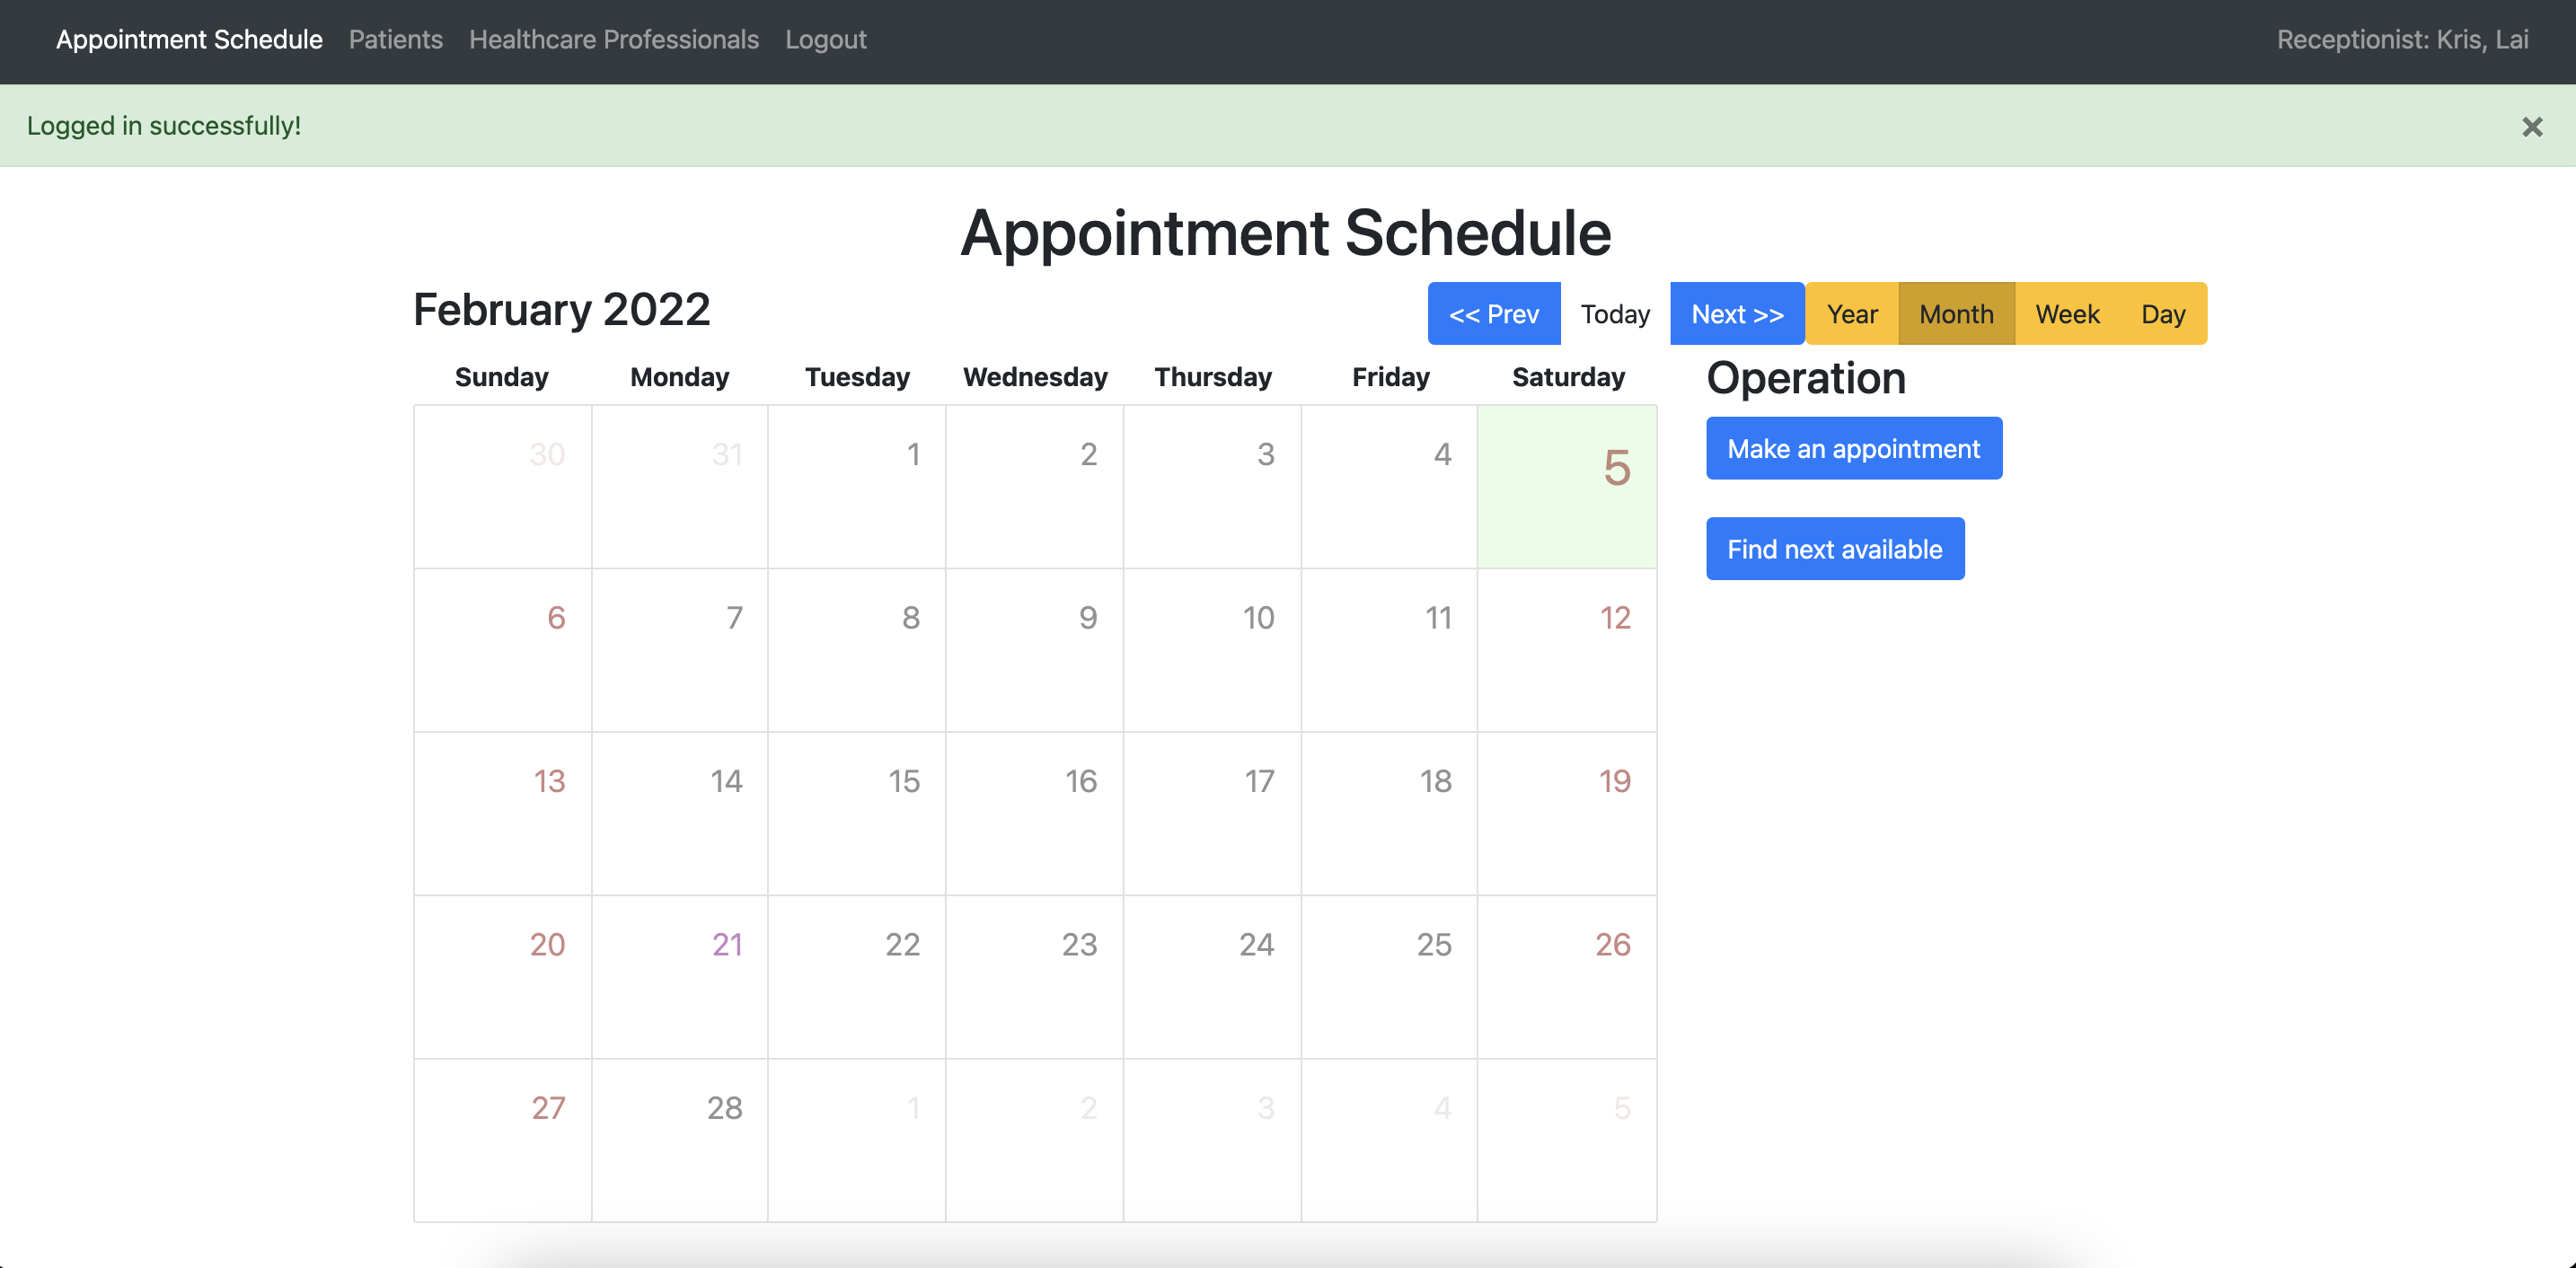 Appointment Schedule Patients Healthcare Professionals Logout Receptionist: Kris, Lai
Logged in successfully! ×
Appointment Schedule
February 2022 << Prev Today Next >> Year Month Week Day
Sunday Monday Tuesday Wednesday Thursday Friday Saturday
Operation
30 31 1 2 3 4 5
Make an appointment
Find next available
6 7 8 9 10 11 12
13 14 15 16 17 18 19
20 21 22 23 24 25 26
27 28 1 2 3 4 5